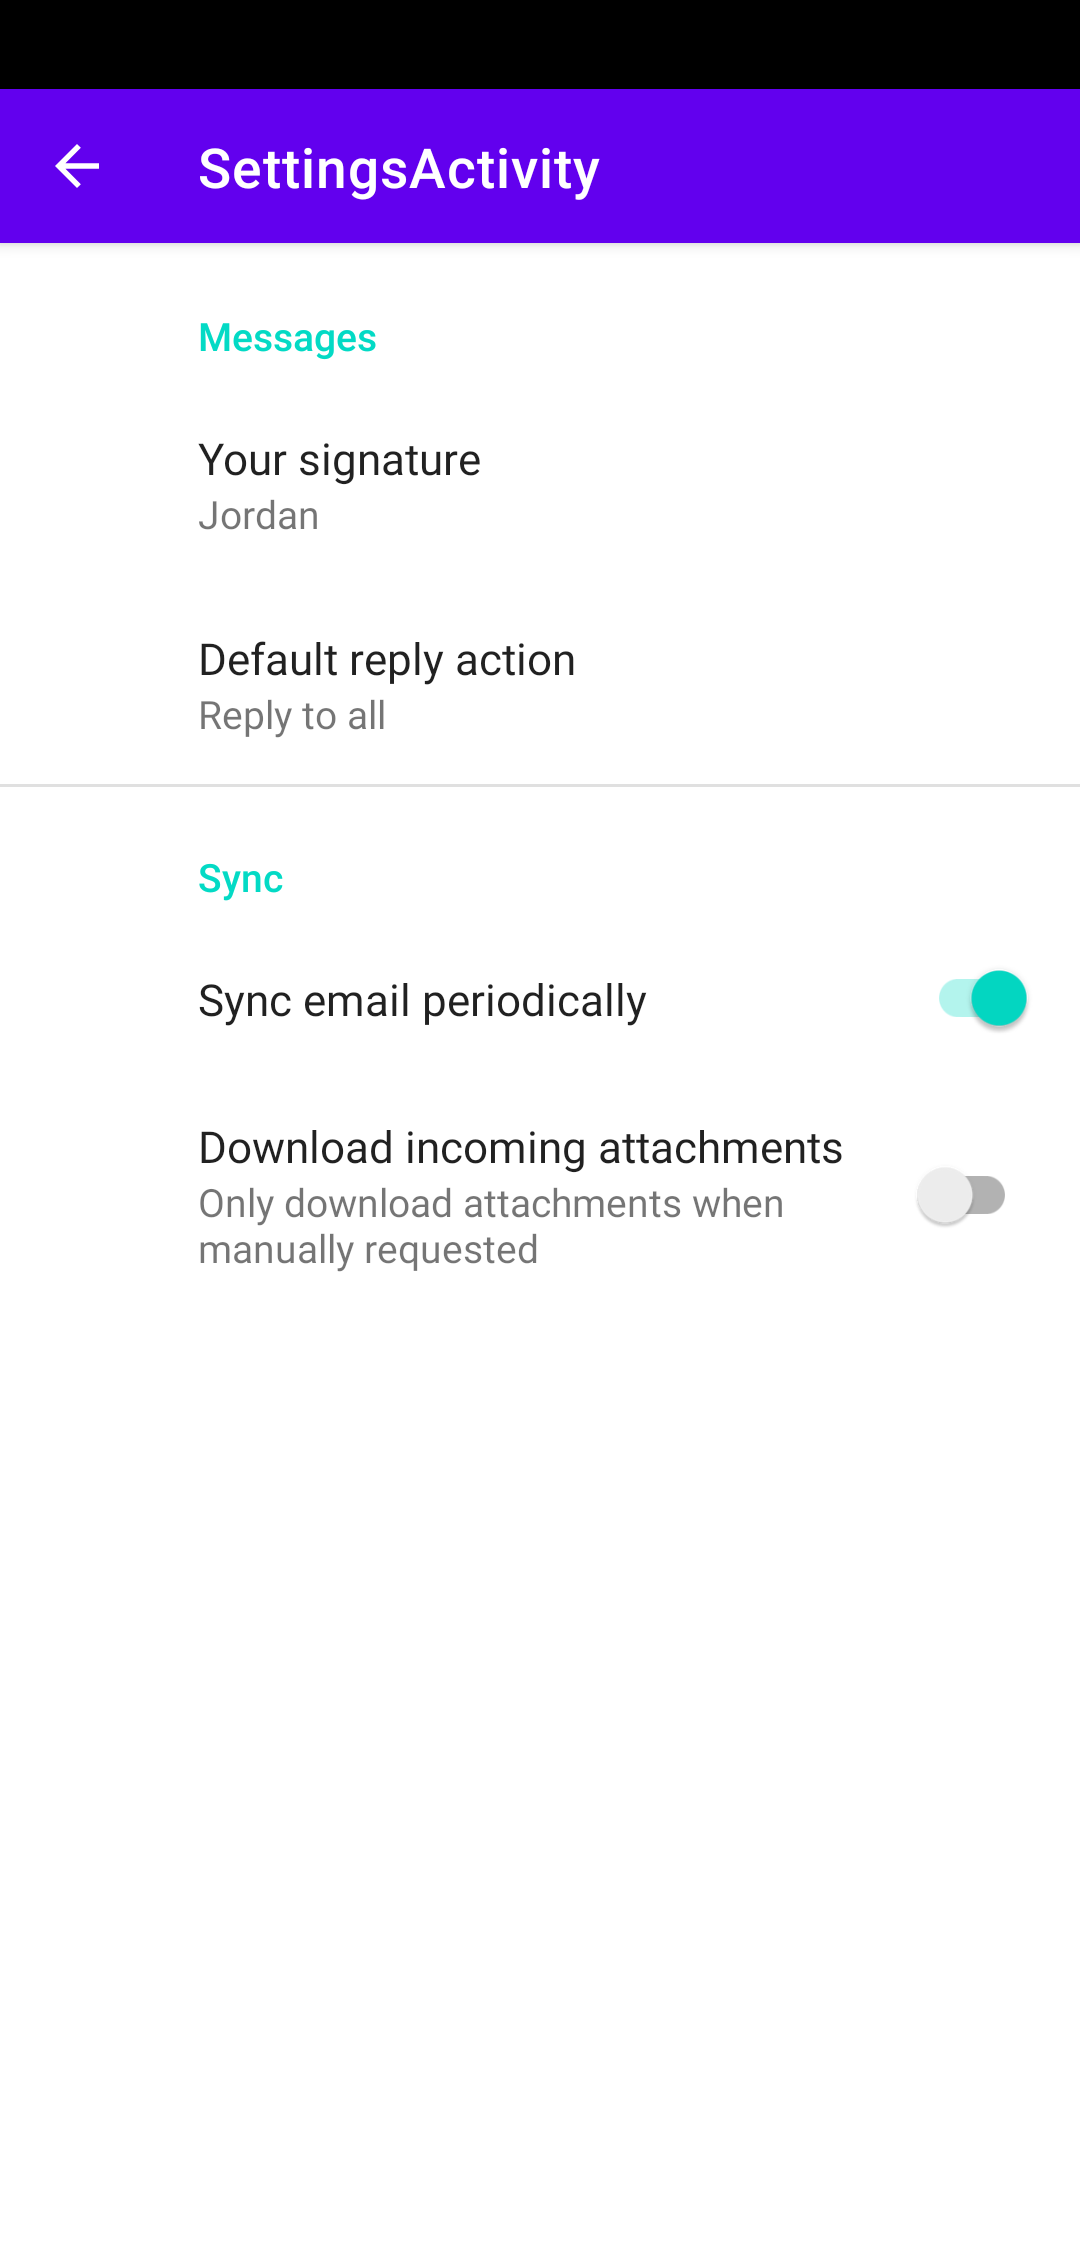 SettingsActivity
Messages
Your signature
Jordan
Default reply action
Reply to all
Sync
Sync email periodically
Download incoming attachments
Only download attachments when
manually requested